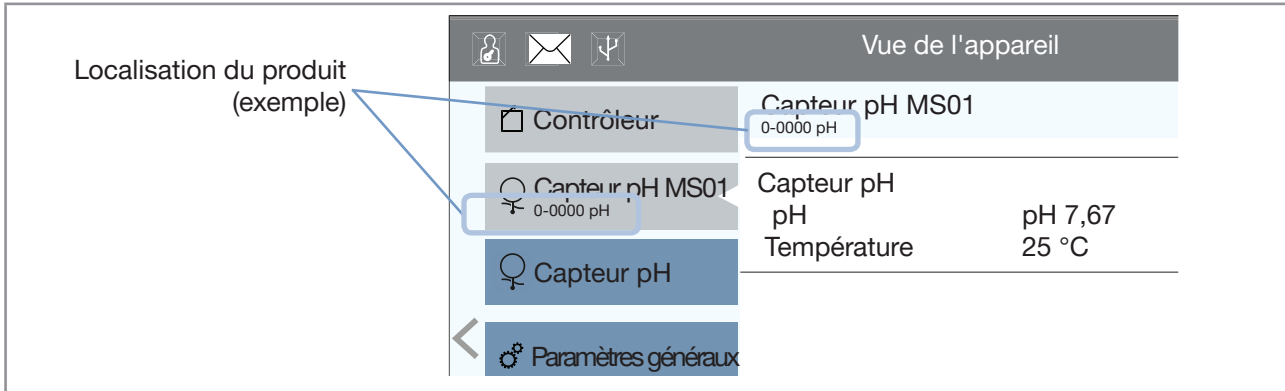 Localisation du produit
(exemple)
Vue de l'appareil
Contrôleur
Capteur pH MS01
0-0000 pH
Capteur pH
Paramètres généraux
Capteur pH MS01
0-0000 pH
Capteur pH
pH pH 7,67
Température 25 °C